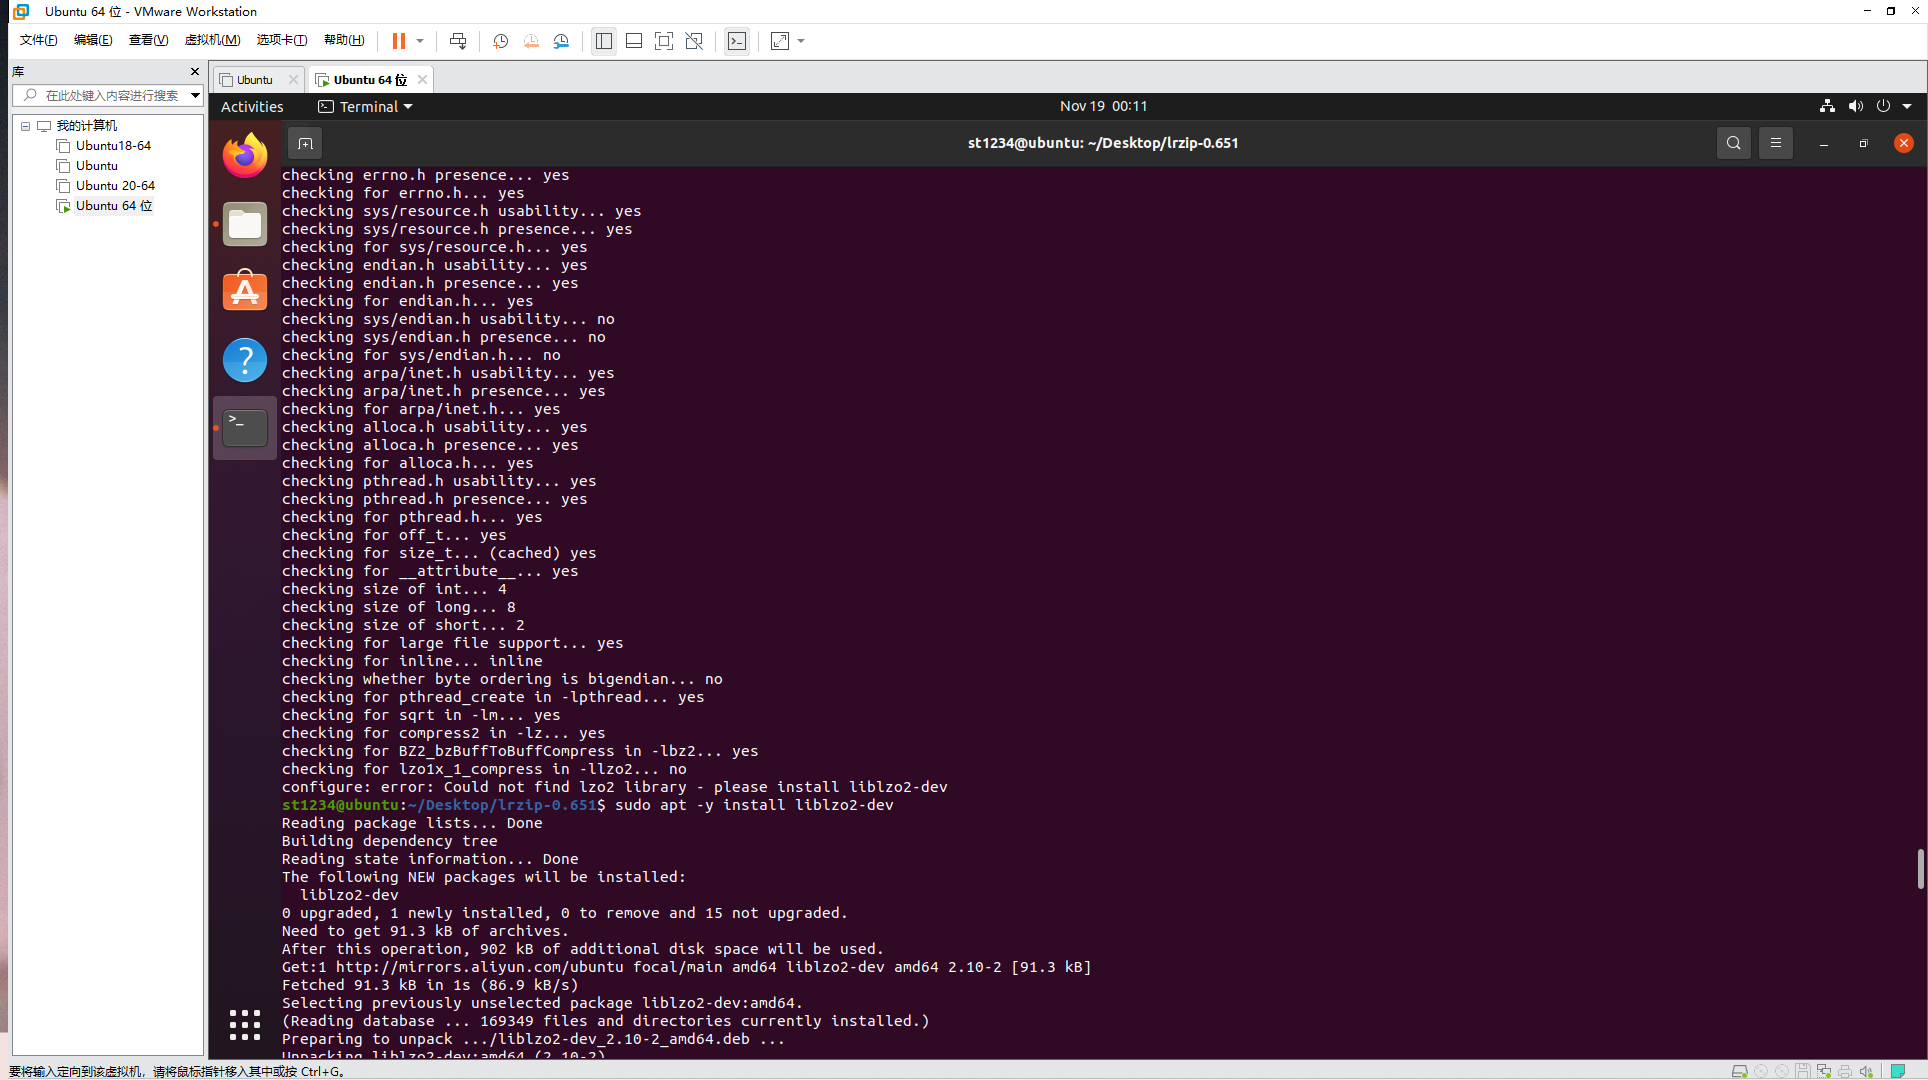 Ubuntu 64 位 - VMware Workstation
文件(F) 编辑(E) 查看(V) 虚拟机(M) 选项卡(T) 帮助(H)
库
在此处键入内容进行搜索
我的计算机
Ubuntu18-64
Ubuntu
Ubuntu 20-64
Ubuntu 64 位
Ubuntu
Ubuntu 64 位
Activities
Terminal
Nov 19 00:11
st1234@ubuntu: ~/Desktop/lrzip-0.651
checking errno.h presence... yes
checking for errno.h... yes
checking sys/resource.h usability... yes
checking sys/resource.h presence... yes
checking for sys/resource.h... yes
checking endian.h usability... yes
checking endian.h presence... yes
checking for endian.h... yes
checking sys/endian.h usability... no
checking sys/endian.h presence... no
checking for sys/endian.h... no
checking arpa/inet.h usability... yes
checking arpa/inet.h presence... yes
checking for arpa/inet.h... yes
checking alloca.h usability... yes
checking alloca.h presence... yes
checking for alloca.h... yes
checking pthread.h usability... yes
checking pthread.h presence... yes
checking for pthread.h... yes
checking for off_t... yes
checking for size_t... (cached) yes
checking for __attribute__... yes
checking size of int... 4
checking size of long... 8
checking size of short... 2
checking for large file support... yes
checking for inline... inline
checking whether byte ordering is bigendian... no
checking for pthread_create in -lpthread... yes
checking for sqrt in -lm... yes
checking for compress2 in -lz... yes
checking for BZ2_bzBuffToBuffCompress in -lbz2... yes
checking for lzo1x_1_compress in -llzo2... no
configure: error: Could not find lzo2 library - please install liblzo2-dev
st1234@ubuntu:~/Desktop/lrzip-0.651$ sudo apt -y install liblzo2-dev
Reading package lists... Done
Building dependency tree
Reading state information... Done
The following NEW packages will be installed:
  liblzo2-dev
0 upgraded, 1 newly installed, 0 to remove and 15 not upgraded.
Need to get 91.3 kB of archives.
After this operation, 902 kB of additional disk space will be used.
Get:1 http://mirrors.aliyun.com/ubuntu focal/main amd64 liblzo2-dev amd64 2.10-2 [91.3 kB]
Fetched 91.3 kB in 1s (86.9 kB/s)
Selecting previously unselected package liblzo2-dev:amd64.
(Reading database ... 169349 files and directories currently installed.)
Preparing to unpack .../liblzo2-dev_2.10-2_amd64.deb ...
Unpacking liblzo2-dev:amd64 (2.10-2)
要将输入定向到该虚拟机，请将鼠标指针移入其中或按 Ctrl+G。